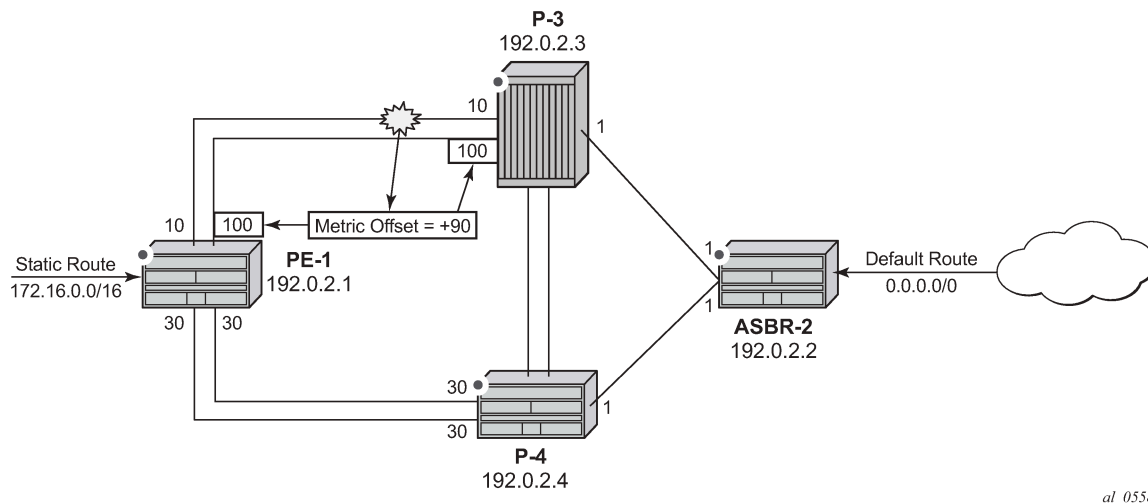 P-3
192.0.2.3
10
1
100
Metric Offset = +90
10
100
PE-1
192.0.2.1
Static Route
172.16.0.0/16
30
30
1
1
Default Route
0.0.0.0/0
ASBR-2
192.0.2.2
30
30
1
P-4
192.0.2.4